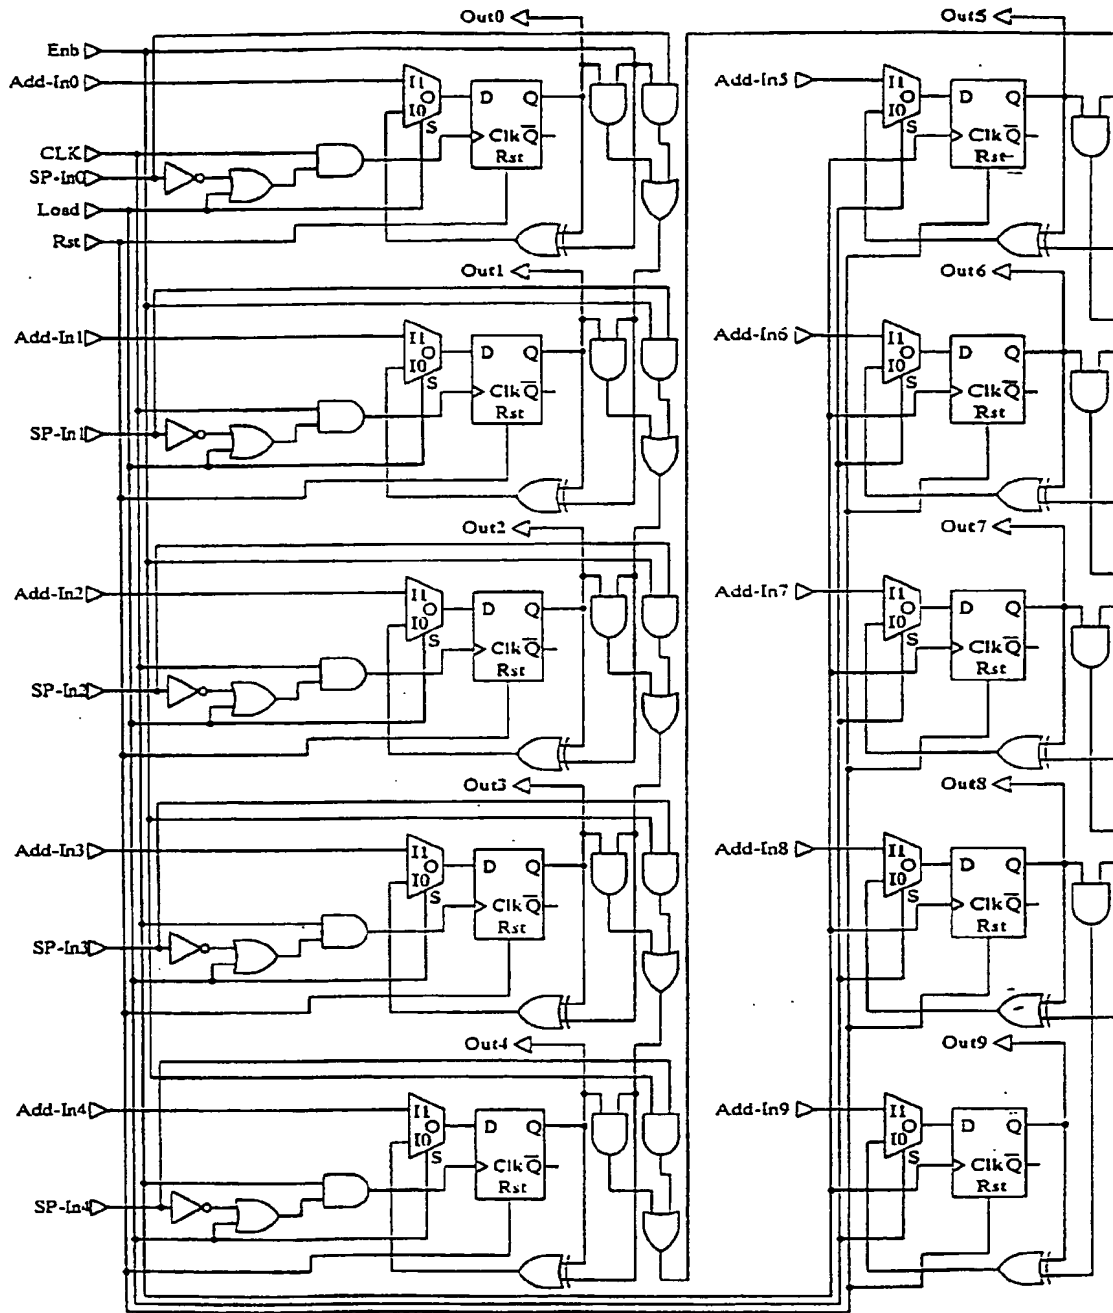 Out0
Enb
Add-In0
I1
O
I0
S
D Q
Clk Q
Rst
CLK
SP-In0
Load
Rst
Out1
Add-In1
I1
O
I0
S
D Q
Clk Q
Rst
SP-In1
Out2
Add-In2
I1
O
I0
S
D Q
Clk Q
Rst
SP-In2
Out3
Add-In3
I1
O
I0
S
D Q
Clk Q
Rst
SP-In3
Out4
Add-In4
I1
O
I0
S
D Q
Clk Q
Rst
SP-In4
Out5
Add-In5
I1
O
I0
S
D Q
Clk Q
Rst
Out6
Add-In6
I1
O
I0
S
D Q
Clk Q
Rst
Out7
Add-In7
I1
O
I0
S
D Q
Clk Q
Rst
Out8
Add-In8
I1
O
I0
S
D Q
Clk Q
Rst
Out9
Add-In9
I1
O
I0
S
D Q
Clk Q
Rst